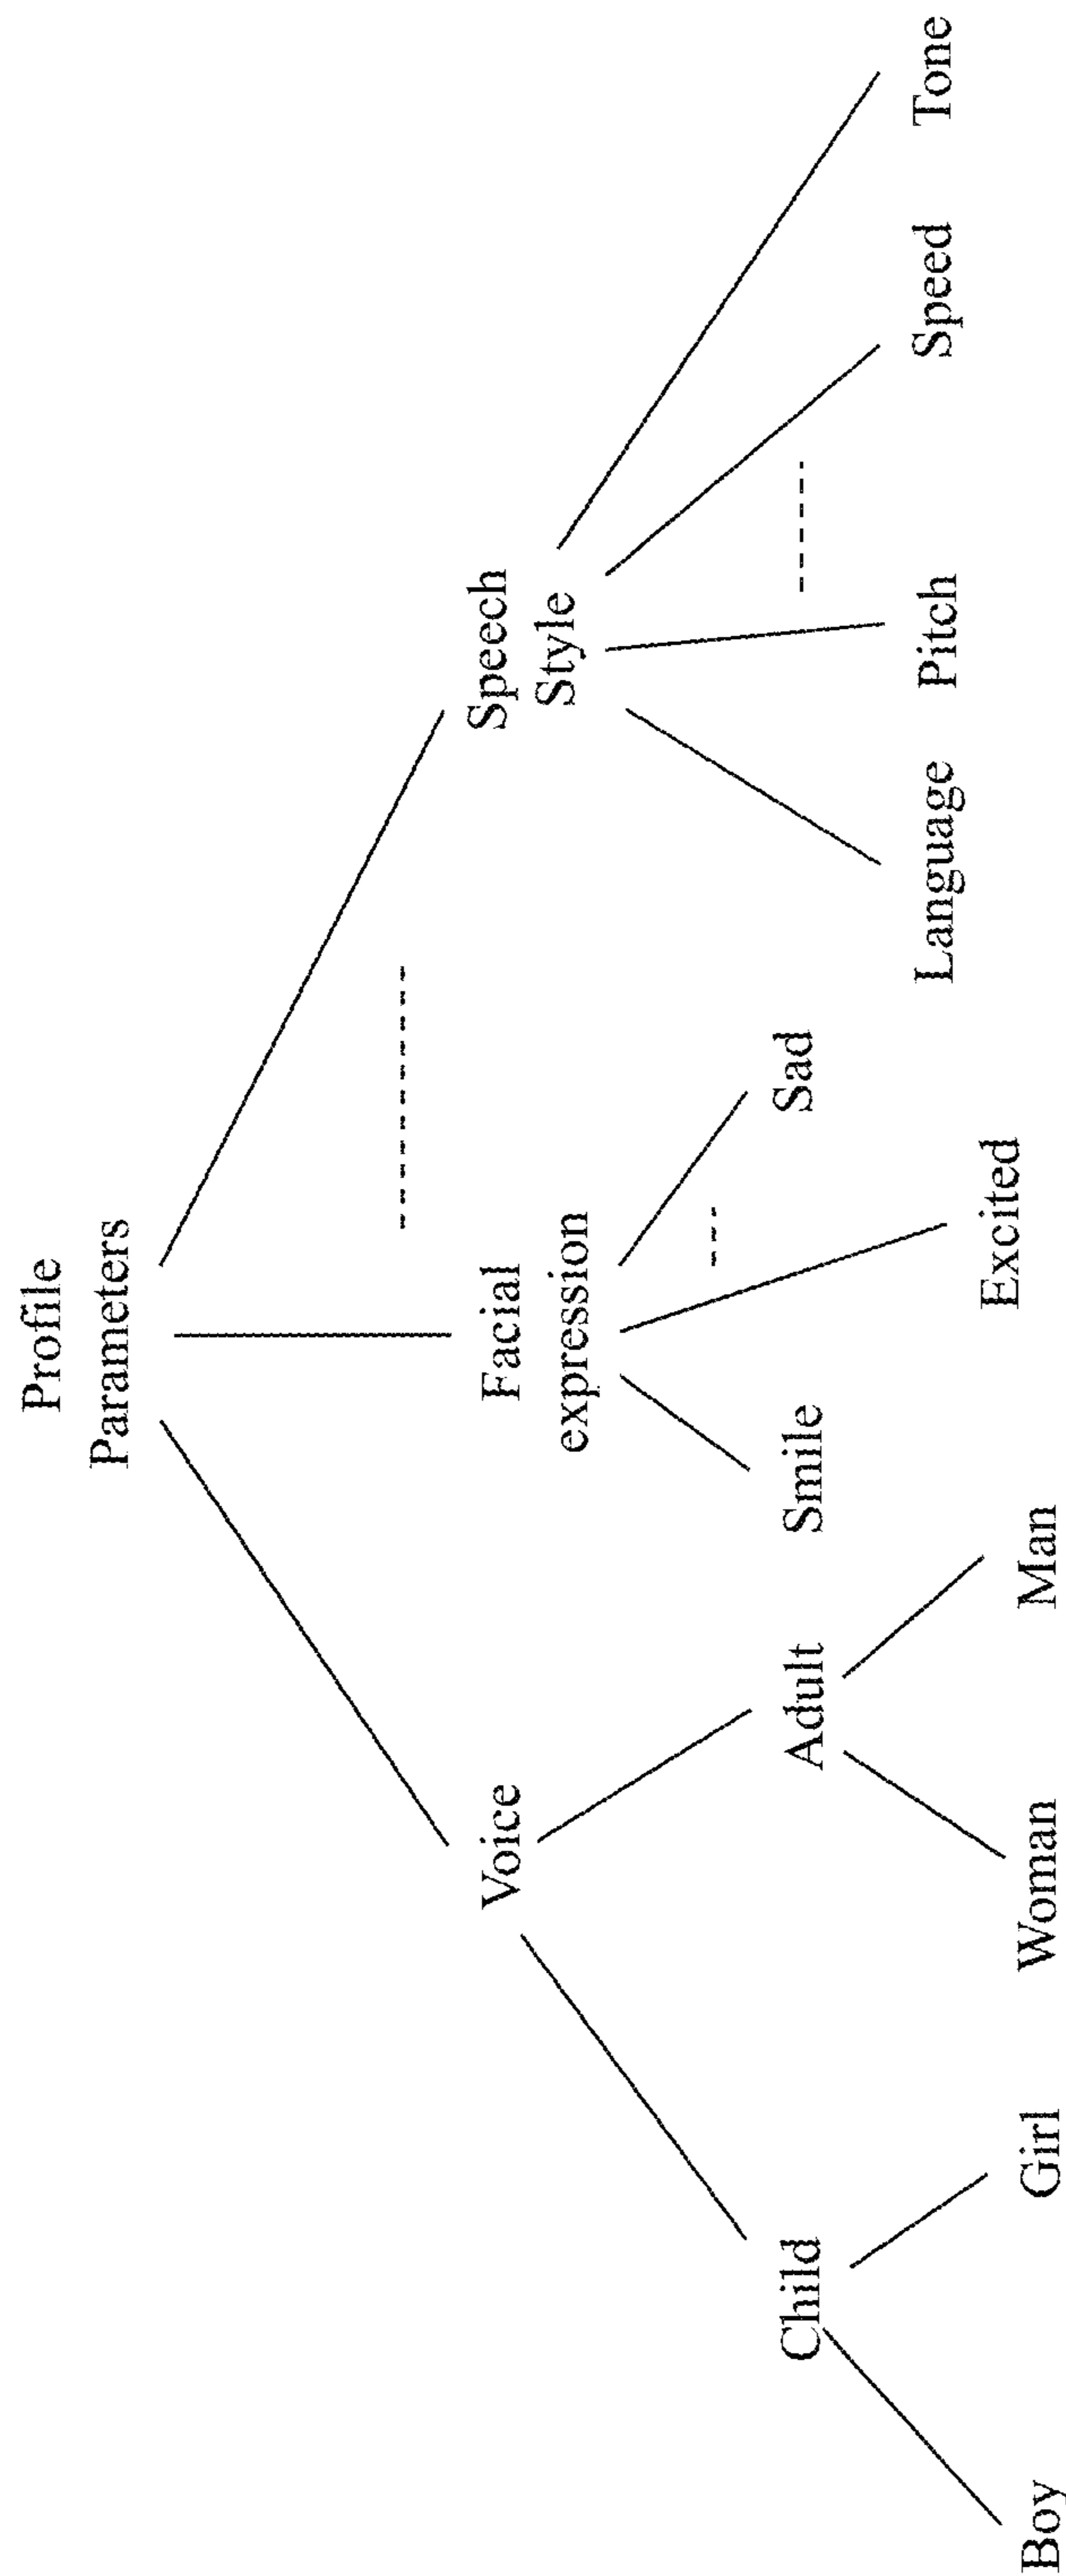 Profile
Parameters
Voice
Facial
expression
Speech
Style
Child
Adult
Smile
Sad
Excited
Language
Pitch
Speed
Tone
Boy
Girl
Woman
Man